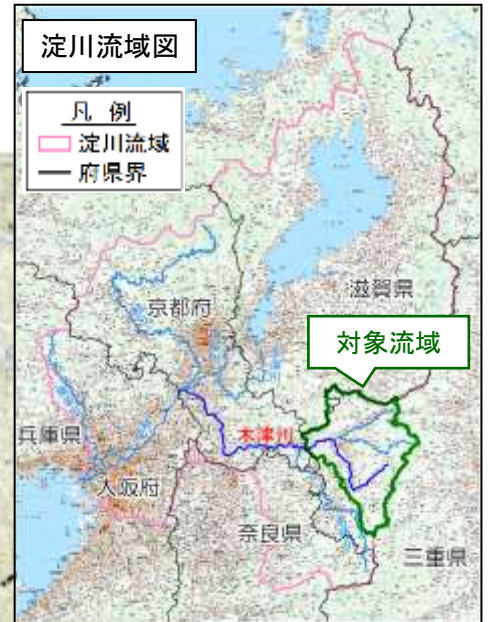 淀川流域図
凡 例
淀川流域
府県界
京都府
滋賀県
対象流域
兵庫県
木津川
大阪府
奈良県
三重県